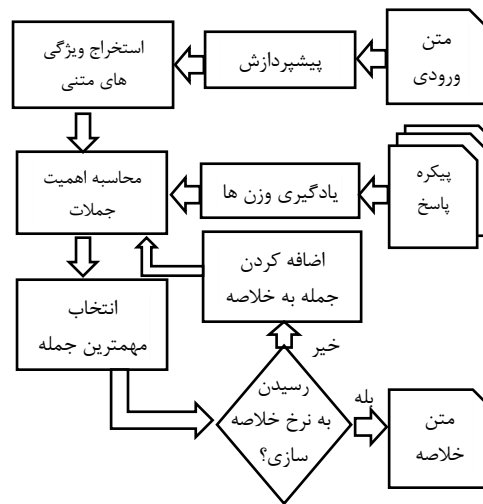 متن
ورودی
پیشپردازش
استخراج ویژگی
های متنی
پیکره
پاسخ
یادگیری وزن ها
محاسبه اهمیت
جملات
اضافه کردن
جمله به خلاصه
انتخاب
مهمترین جمله
خیر
رسیدن
به نرخ خلاصه
سازی؟
بله
متن
خلاصه